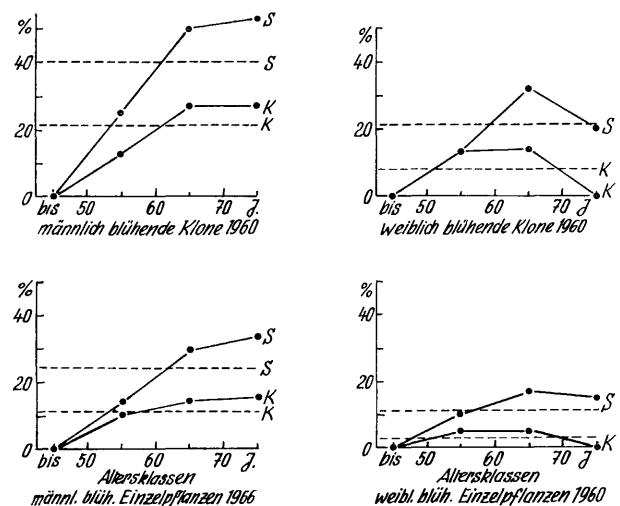 %
40
20
0
S
S
K
K
bis 50 60 70 J.
männlich blühende Klone 1960
%
40
20
0
S
K
K
bis 50 60 70 J
weiblich blühende Klone 1960
%
40
20
0
S
S
K
K
bis 50 60 70 J.
Altersklassen
männl. blüh. Einzelpflanzen 1966
%
40
20
0
S
K
bis 50 60 70 J
Altersklassen
weibl. blüh. Einzelpflanzen 1960